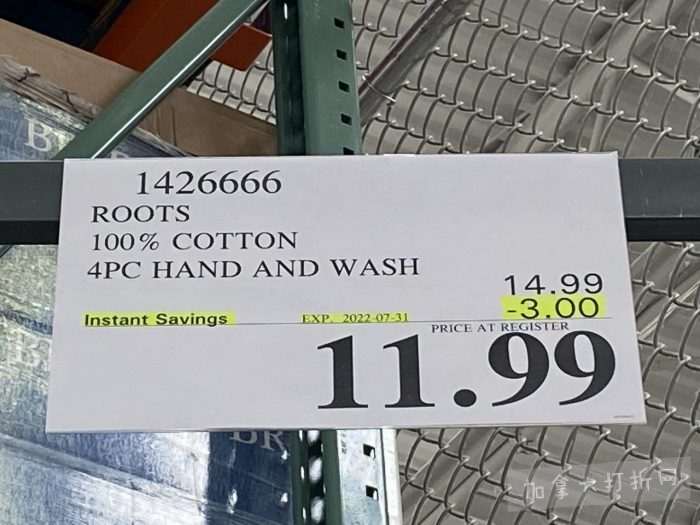 1426666
ROOTS
100% COTTON
4PC HAND AND WASH
14.99
Instant Savings EXP. 2022-07-31 -3.00
PRICE AT REGISTER
11.99
BR
加拿大打折网